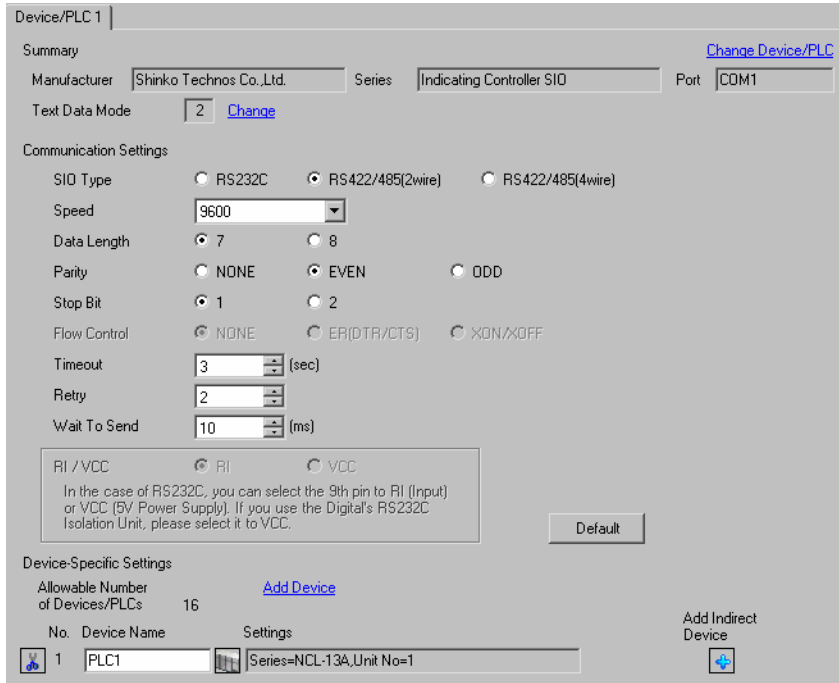 Device/PLC 1
Summary
Change Device/PLC
Manufacturer Shinko Technos Co.,Ltd. Series Indicating Controller SIO Port COM1
Text Data Mode 2 Change
Communication Settings
SIO Type RS232C RS422/485(2wire) RS422/485(4wire)
Speed 9600
Data Length 7 8
Parity NONE EVEN ODD
Stop Bit 1 2
Flow Control NONE ER(DTR/CTS) XON/XOFF
Timeout 3 (sec)
Retry 2
Wait To Send 10 (ms)
RI / VCC RI VCC
In the case of RS232C, you can select the 9th pin to RI (Input)
or VCC (5V Power Supply). If you use the Digital's RS232C
Isolation Unit, please select it to VCC.
Default
Device-Specific Settings
Allowable Number
of Devices/PLCs 16
Add Device
Add Indirect
Device
No. Device Name Settings
1 PLC1 Series=NCL-13A,Unit No=1